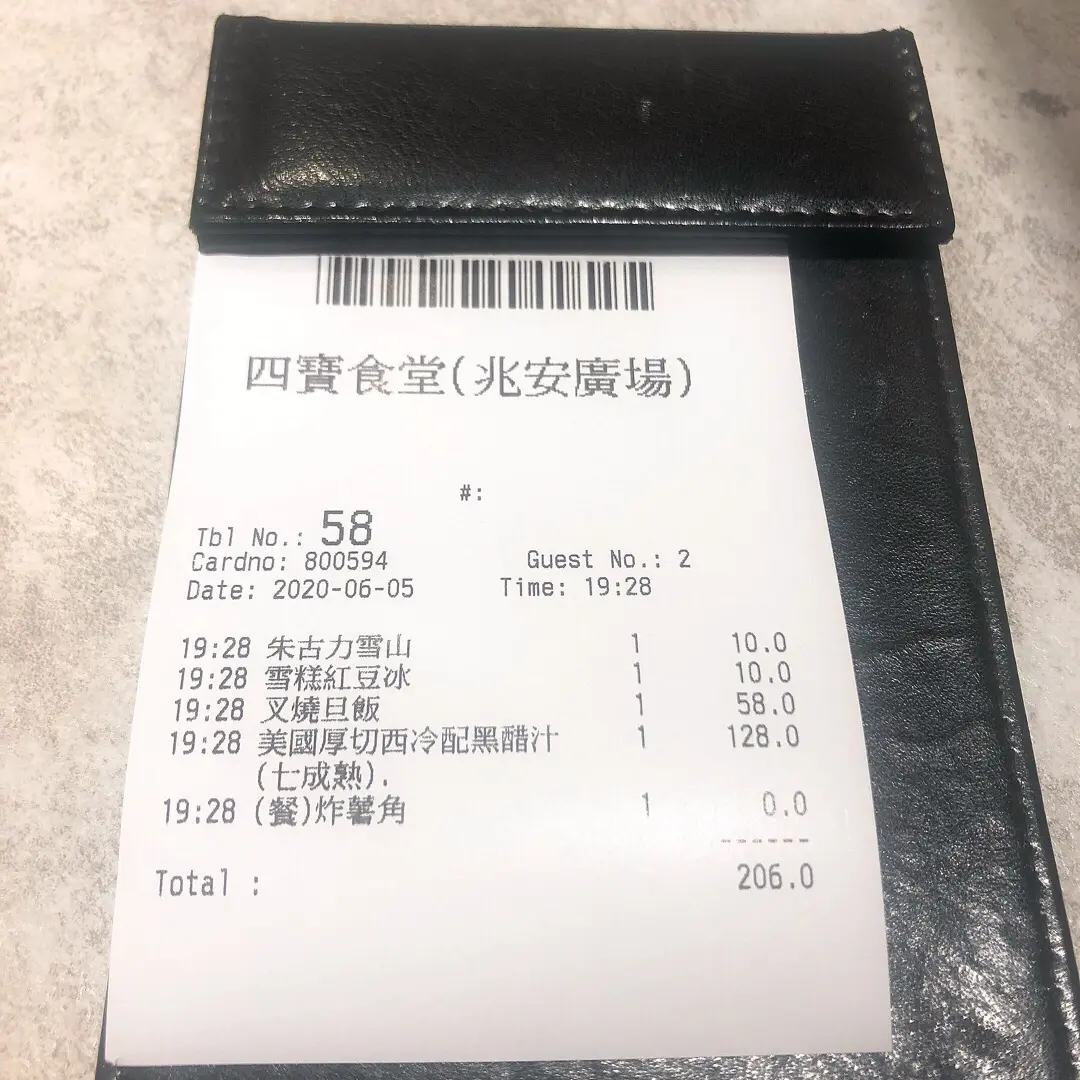 四寶食堂(兆安廣場)
#:
Tbl No.: 58
Cardno: 800594 Guest No.: 2
Date: 2020-06-05 Time: 19:28
19:28 朱古力雪山 1 10.0
19:28 雪糕紅豆冰 1 10.0
19:28 叉燒旦飯 1 58.0
19:28 美國厚切西冷配黑醋汁 1 128.0
(七成熟).
19:28 (餐)炸薯角 1 0.0
------
Total : 206.0